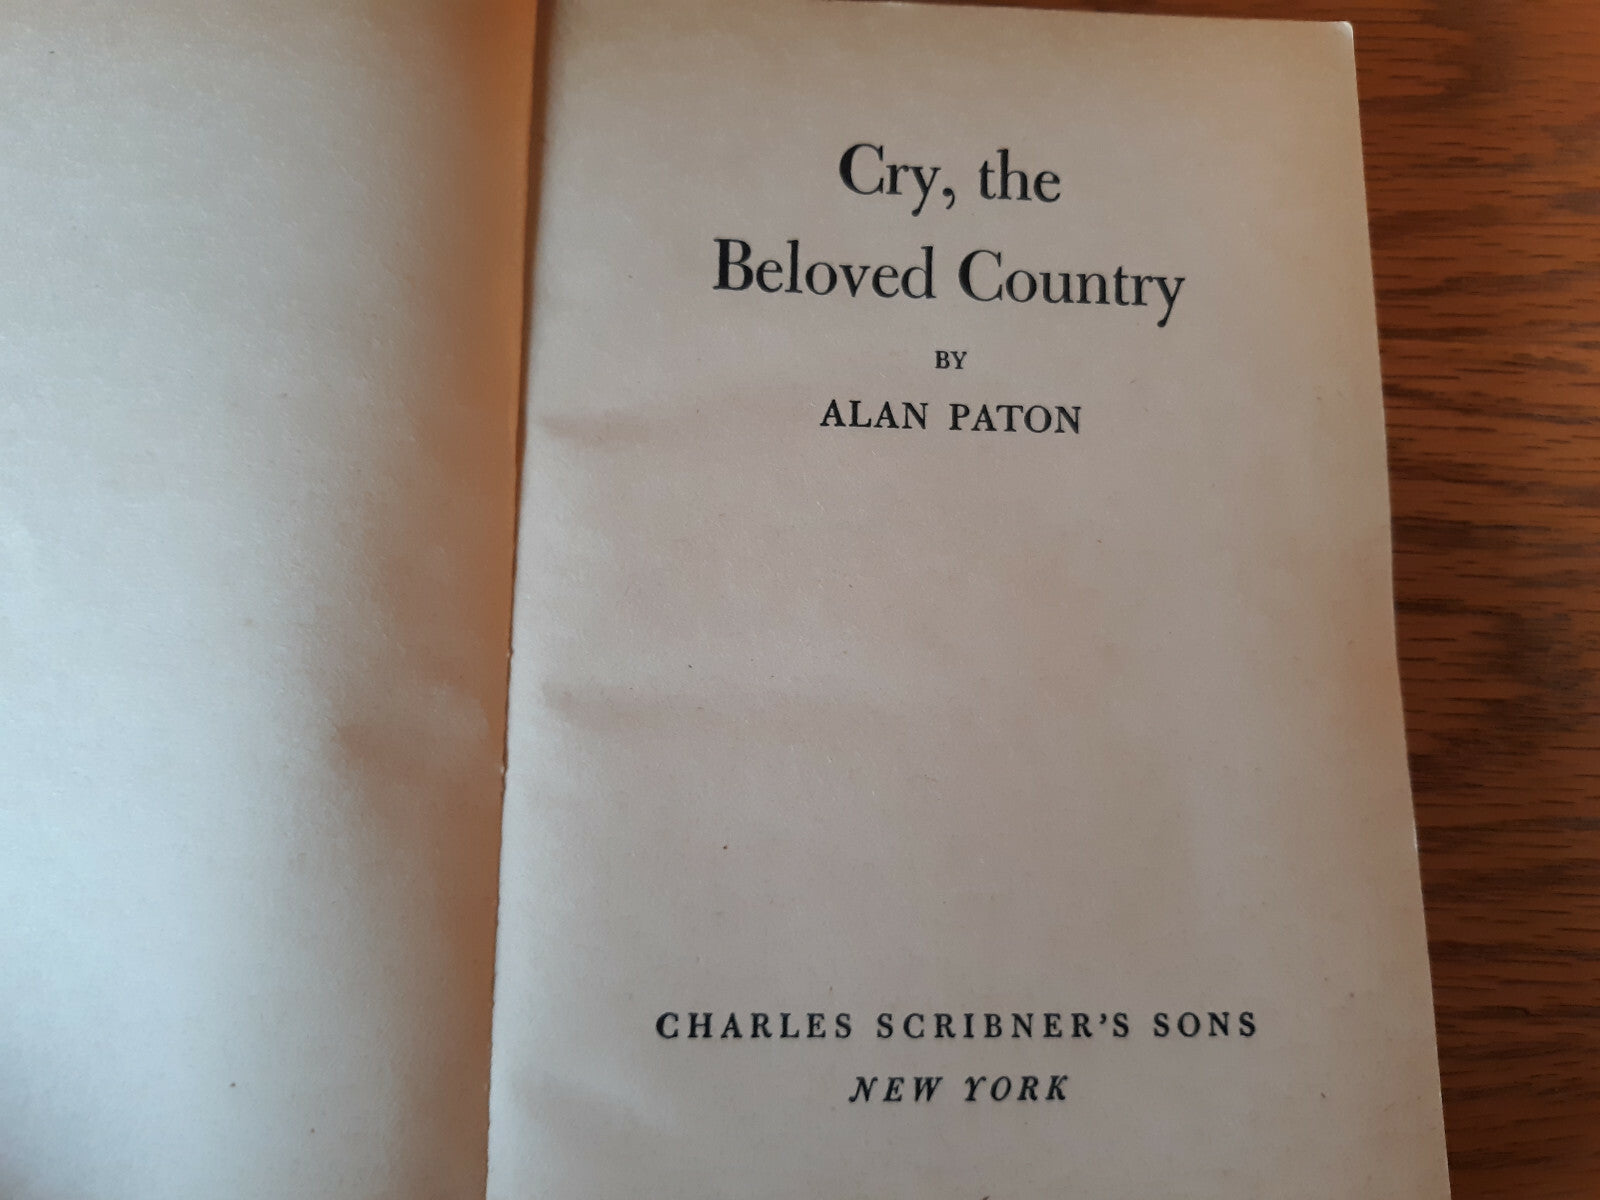 Cry, the
Beloved Country
BY
ALAN PATON
CHARLES SCRIBNER'S SONS
NEW YORK